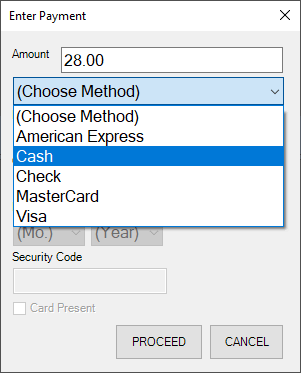 Enter Payment
Amount 28.00
(Choose Method)
(Choose Method)
American Express
Cash
Check
MasterCard
Visa
(Mo.) (Year)
Security Code
Card Present
PROCEED CANCEL